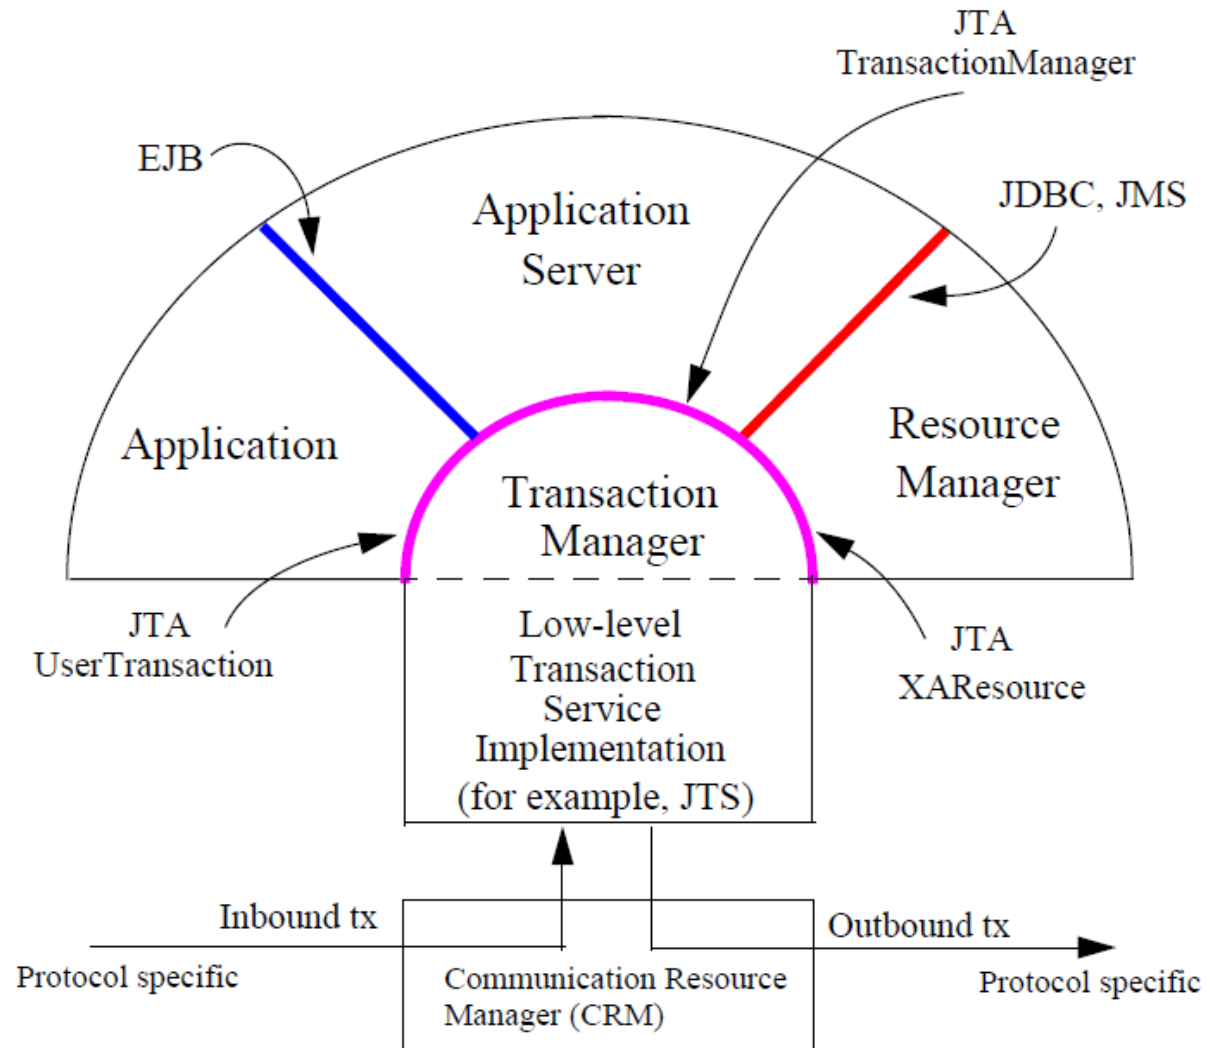 JTA
TransactionManager
EJB
JDBC, JMS
Application
Server
Application
Resource
Manager
Transaction
Manager
JTA
UserTransaction
Low-level
Transaction
Service
Implementation
(for example, JTS)
JTA
XAResource
Inbound tx
Outbound tx
Protocol specific
Communication Resource
Manager (CRM)
Protocol specific